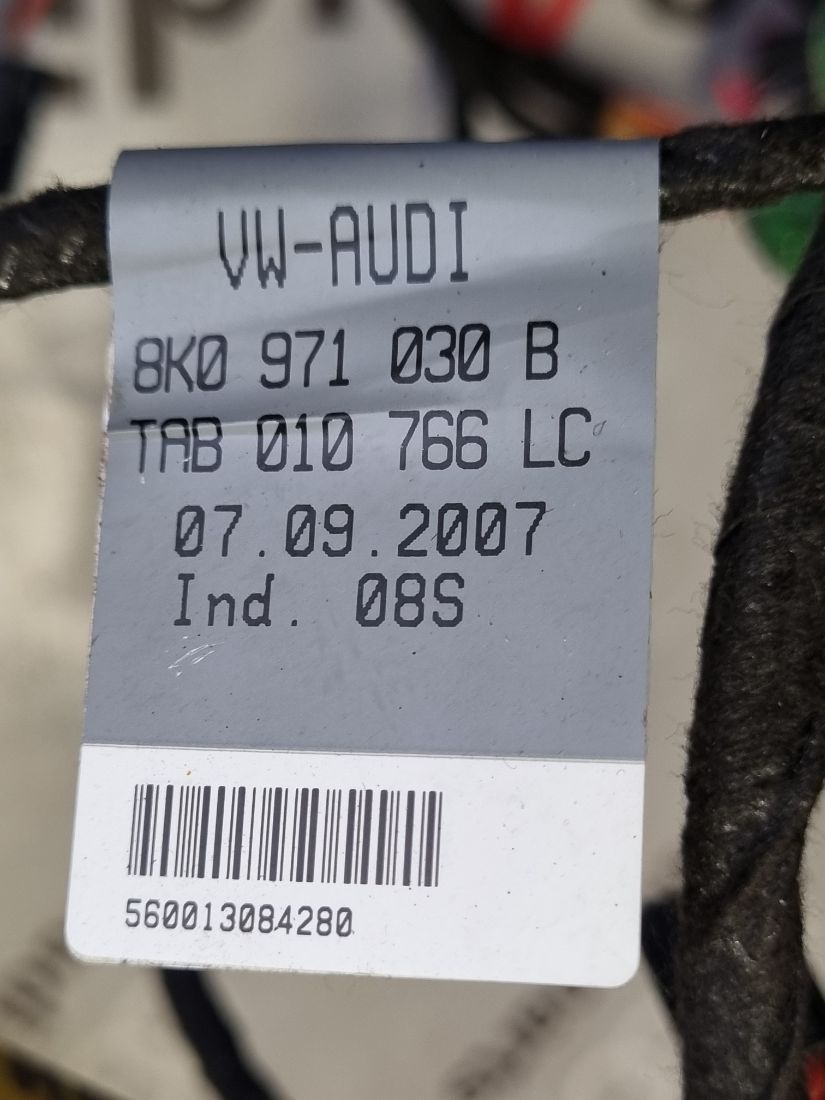 VW-AUDI
8K0 971 030 B
TAB 010 766 LC
07.09.2007
Ind. 08S
560013084280